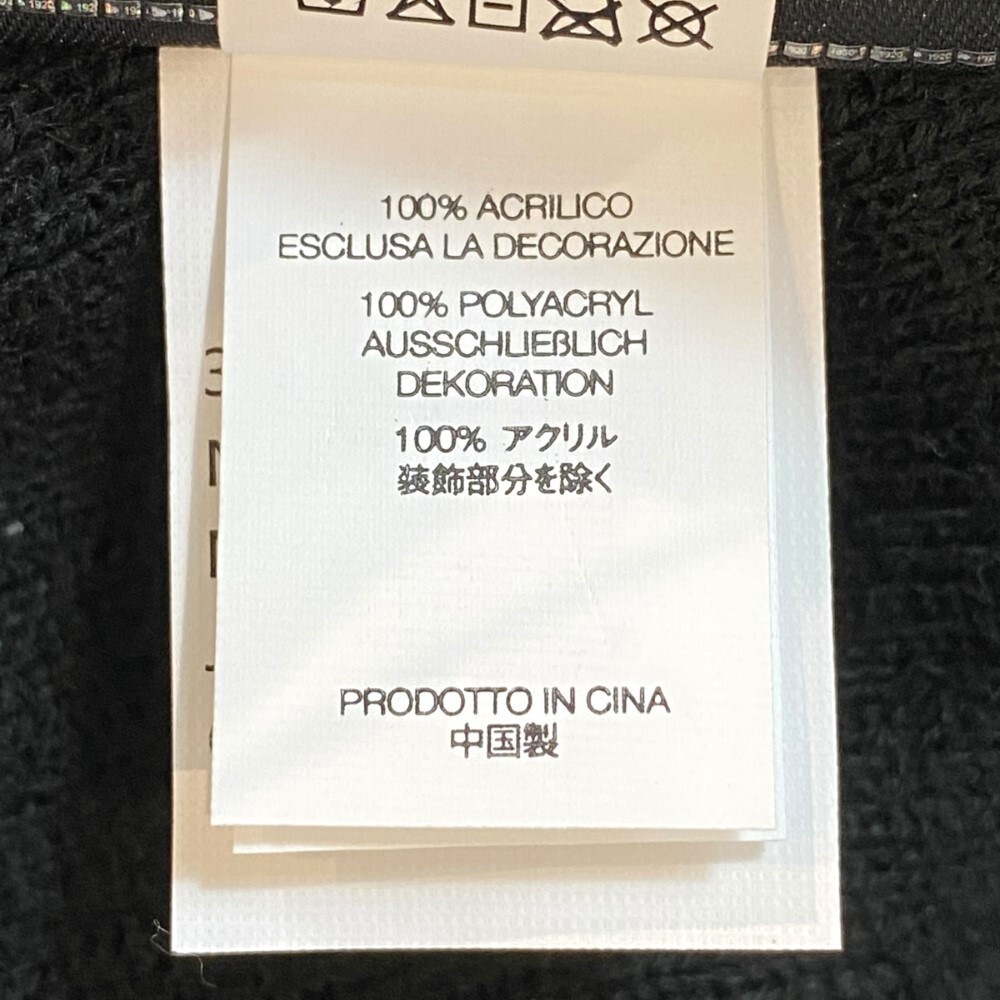 100% ACRILICO
ESCLUSA LA DECORAZIONE
100% POLYACRYL
AUSSCHLIEßLICH
DEKORATION
100% アクリル
装飾部分を除く
PRODOTTO IN CINA
中国製